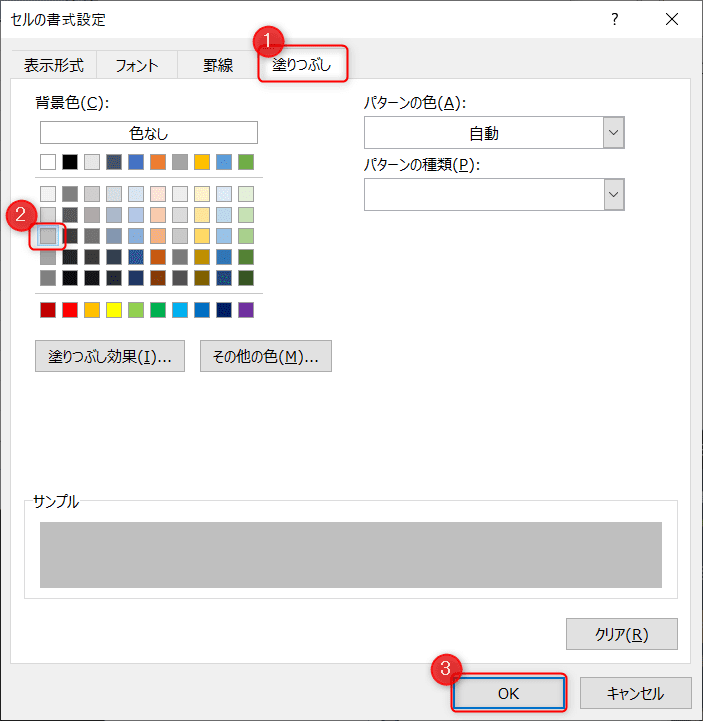 セルの書式設定
?
1
表示形式 フォント 罫線 塗りつぶし
背景色(C):
色なし
パターンの色(A):
自動
パターンの種類(P):
2
塗りつぶし効果(I)... その他の色(M)...
サンプル
クリア(R)
3
OK キャンセル